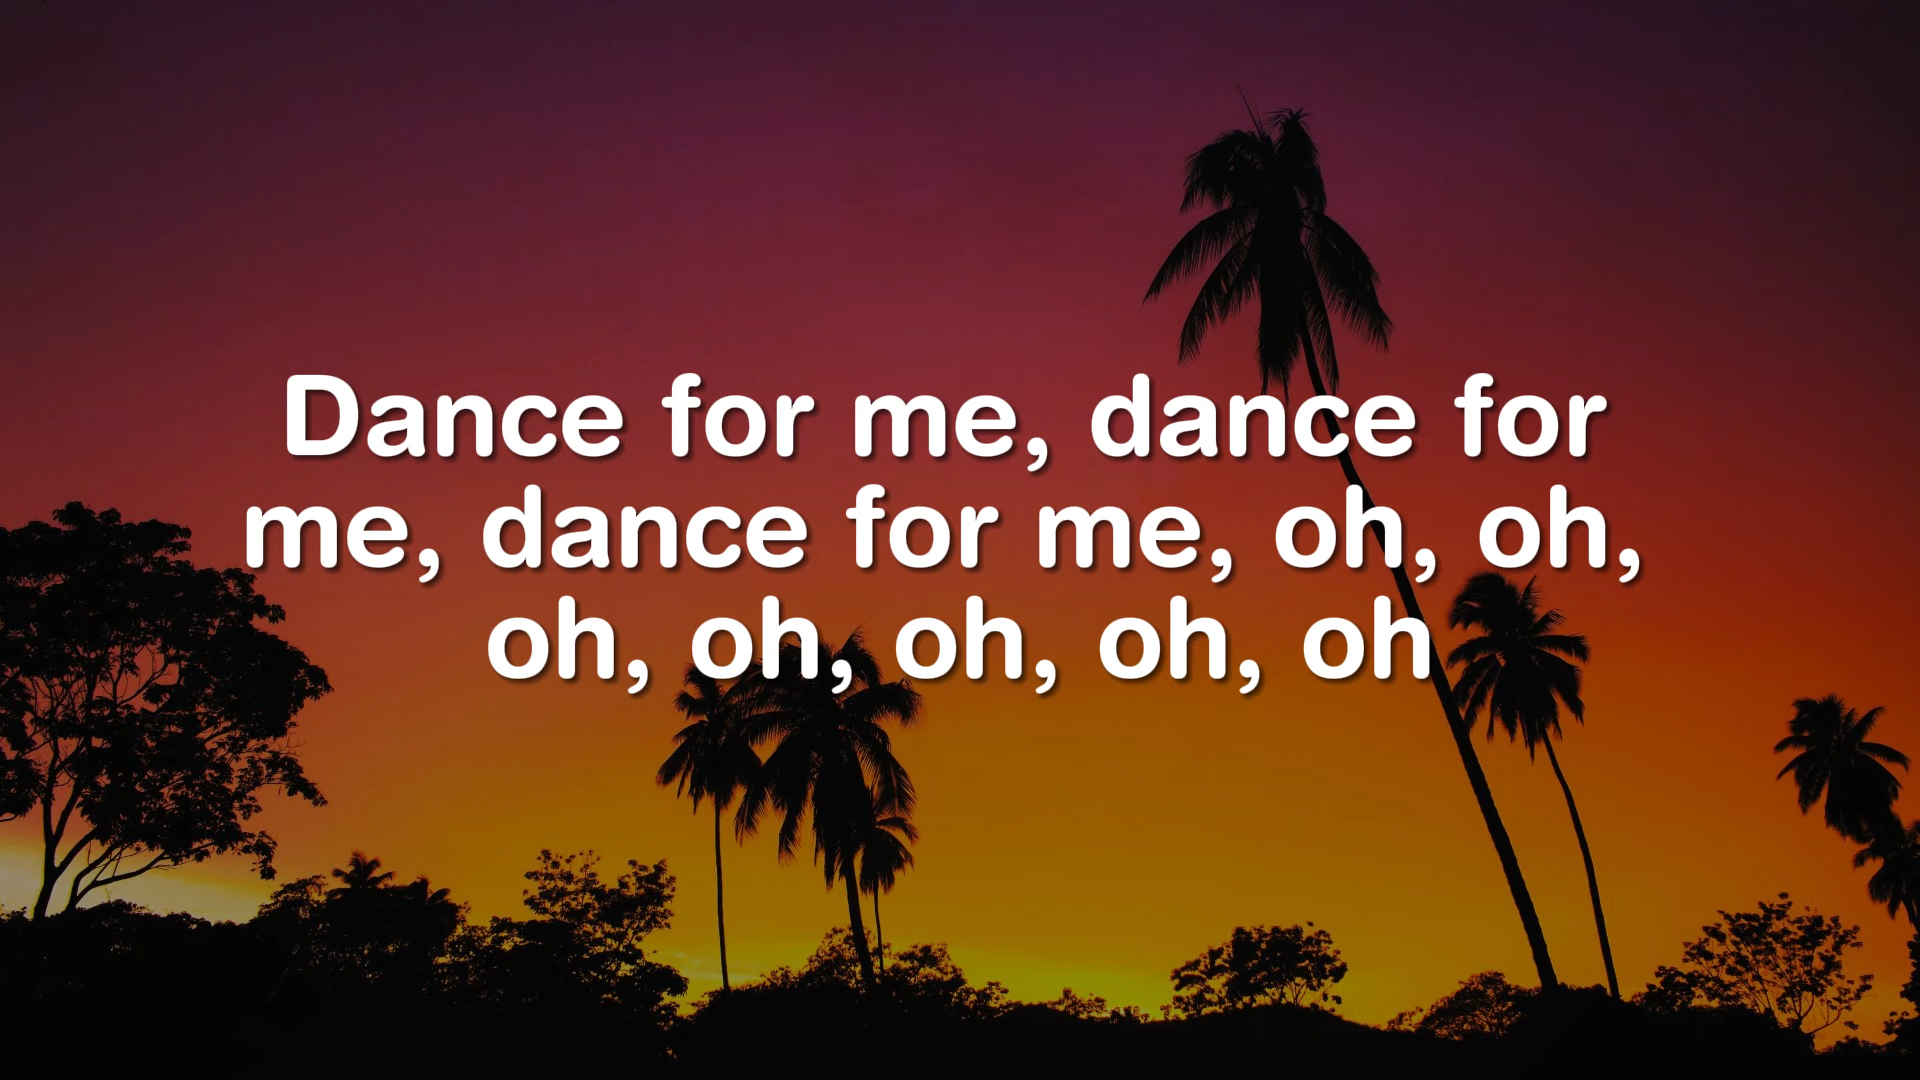 Dance for me, dance for
me, dance for me, oh, oh,
oh, oh, oh, oh, oh